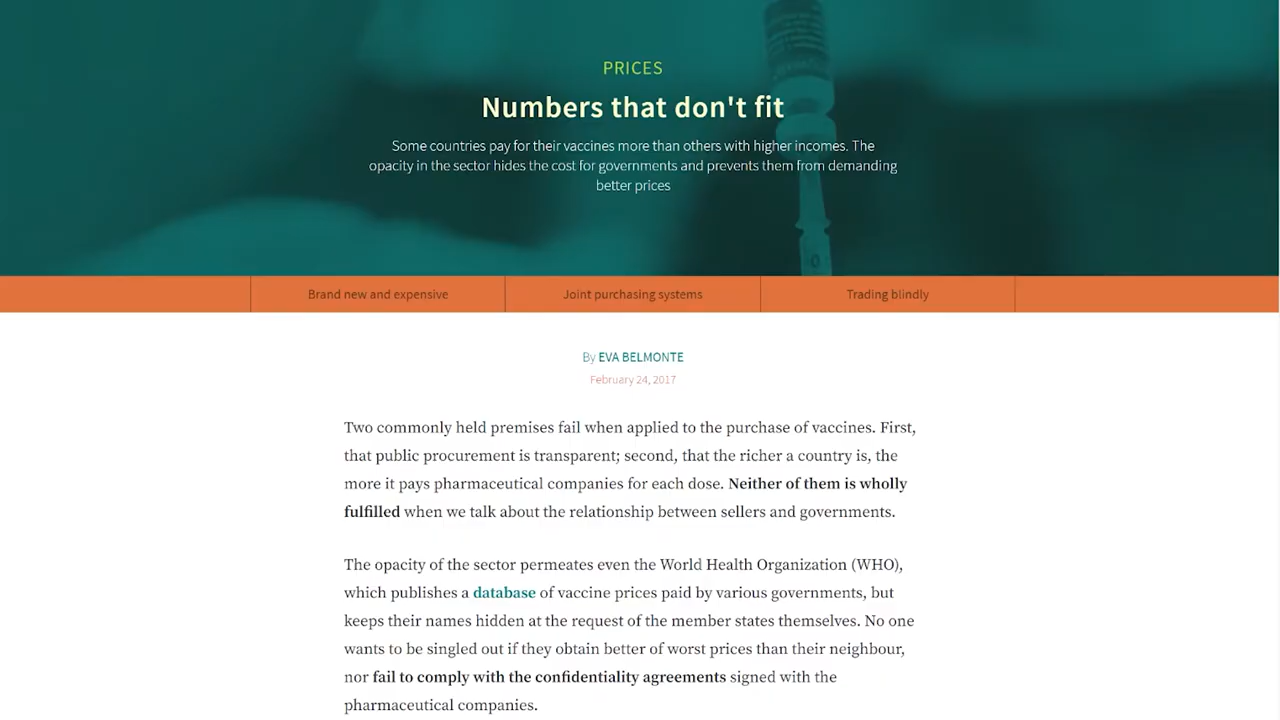 PRICES
Numbers that don't fit
Some countries pay for their vaccines more than others with higher incomes. The
opacity in the sector hides the cost for governments and prevents them from demanding
better prices
Brand new and expensive
Joint purchasing systems
Trading blindly
By EVA BELMONTE
February 24, 2017
Two commonly held premises fail when applied to the purchase of vaccines. First,
that public procurement is transparent; second, that the richer a country is, the
more it pays pharmaceutical companies for each dose. Neither of them is wholly
fulfilled when we talk about the relationship between sellers and governments.
The opacity of the sector permeates even the World Health Organization (WHO),
which publishes a database of vaccine prices paid by various governments, but
keeps their names hidden at the request of the member states themselves. No one
wants to be singled out if they obtain better of worst prices than their neighbour,
nor fail to comply with the confidentiality agreements signed with the
pharmaceutical companies.